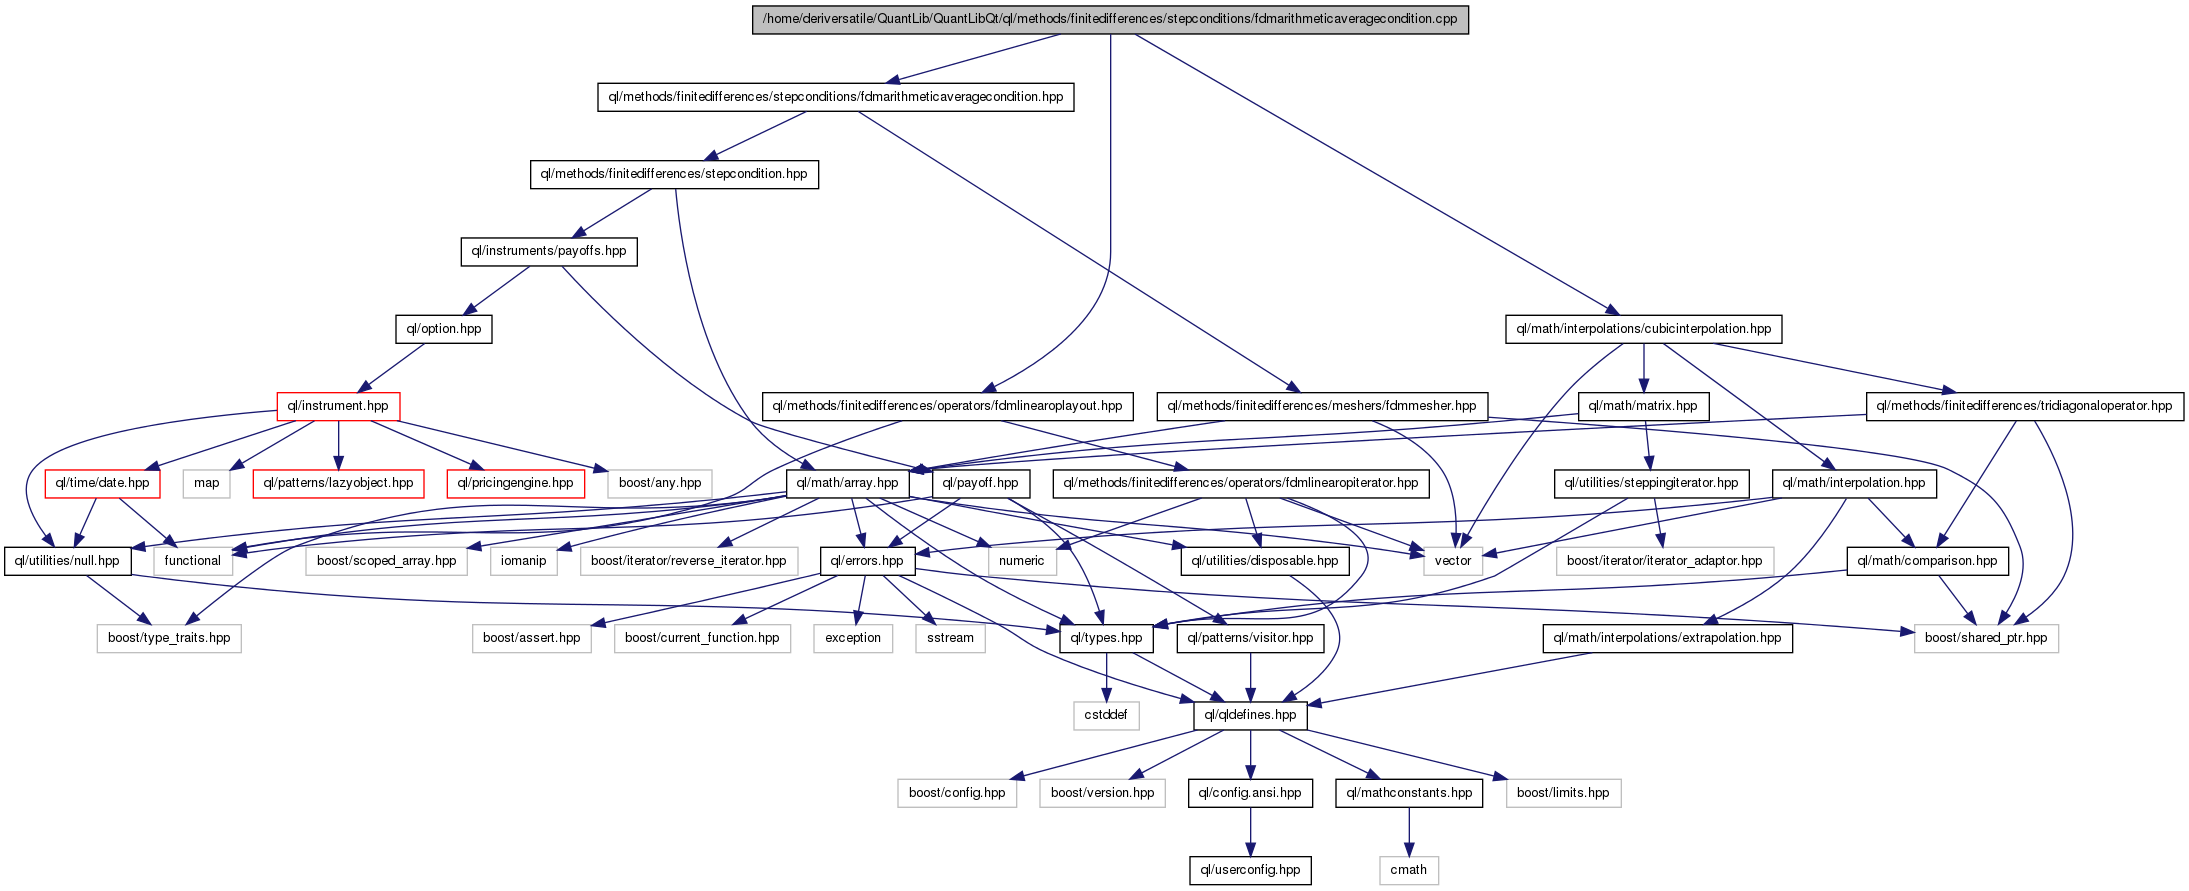 /home/deriversatile/QuantLib/QuantLibQt/ql/methods/finitedifferences/stepconditions/fdmarithmeticaveragecondition.cpp
ql/methods/finitedifferences/stepconditions/fdmarithmeticaveragecondition.hpp
ql/methods/finitedifferences/stepcondition.hpp
ql/instruments/payoffs.hpp
ql/option.hpp
ql/math/interpolations/cubicinterpolation.hpp
ql/instrument.hpp
ql/methods/finitedifferences/operators/fdmlinearoplayout.hpp
ql/methods/finitedifferences/meshers/fdmmesher.hpp
ql/math/matrix.hpp
ql/methods/finitedifferences/tridiagonaloperator.hpp
ql/time/date.hpp
map
ql/patterns/lazyobject.hpp
ql/pricingengine.hpp
boost/any.hpp
ql/math/array.hpp
ql/payoff.hpp
ql/methods/finitedifferences/operators/fdmlinearopiterator.hpp
ql/utilities/steppingiterator.hpp
ql/math/interpolation.hpp
ql/utilities/null.hpp
functional
boost/scoped_array.hpp
iomanip
boost/iterator/reverse_iterator.hpp
ql/errors.hpp
numeric
ql/utilities/disposable.hpp
vector
boost/iterator/iterator_adaptor.hpp
ql/math/comparison.hpp
boost/type_traits.hpp
boost/assert.hpp
boost/current_function.hpp
exception
sstream
ql/types.hpp
ql/patterns/visitor.hpp
ql/math/interpolations/extrapolation.hpp
boost/shared_ptr.hpp
cstddef
ql/qldefines.hpp
boost/config.hpp
boost/version.hpp
ql/config.ansi.hpp
ql/mathconstants.hpp
boost/limits.hpp
ql/userconfig.hpp
cmath